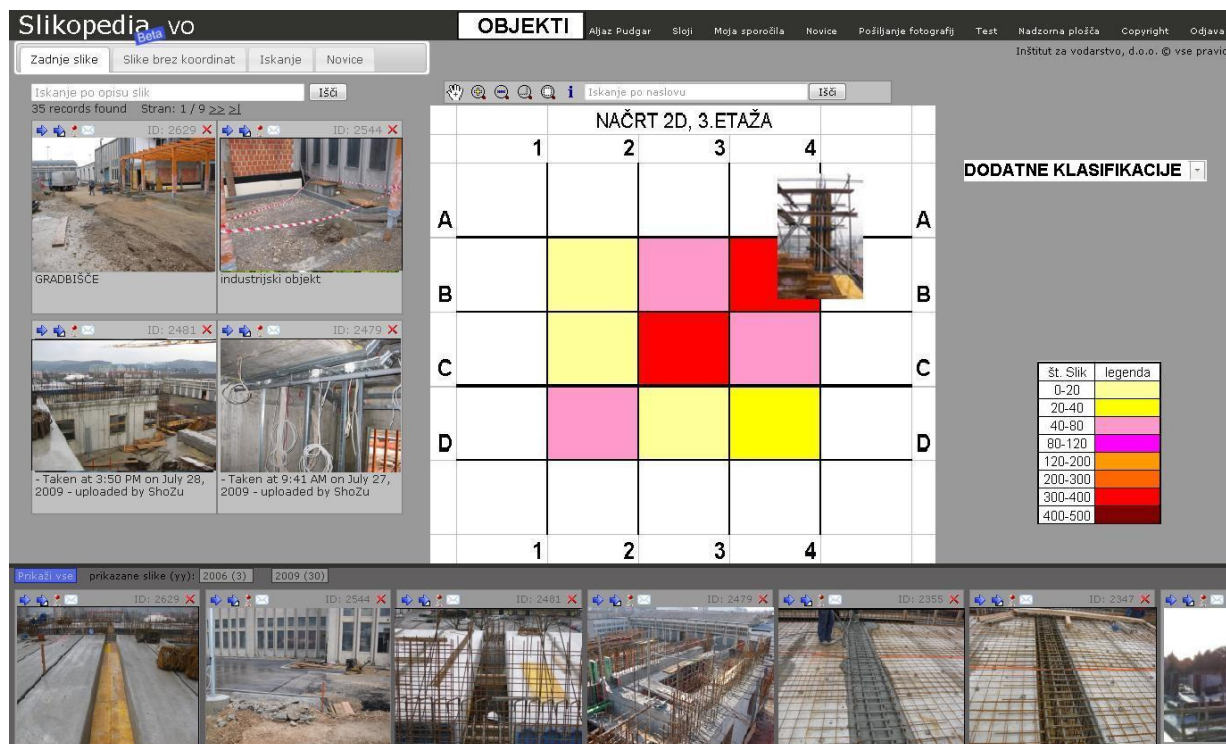 Slikopedia Beta vo
OBJEKTI Aljaz Pudgar Sloji Moja sporočila Novice Pošiljanje fotografij Test Nadzorna plošča Copyright Odjava
Inštitut za vodarstvo, d.o.o. © vse pravic
Zadnje slike Slike brez koordinat Iskanje Novice
Iskanje po opisu slik Išči
35 records found Stran: 1 / 9 >> >|
ID: 2629 ID: 2544
GRADBIŠČE industrijski objekt
ID: 2481 ID: 2479
- Taken at 3:50 PM on July 28, 2009 - uploaded by ShoZu
- Taken at 9:41 AM on July 27, 2009 - uploaded by ShoZu
i Iskanje po naslovu Išči
NAČRT 2D, 3.ETAŽA
1 2 3 4
A A
B B
C C
D D
1 2 3 4
DODATNE KLASIFIKACIJE
št. Slik legenda
0-20
20-40
40-80
80-120
120-200
200-300
300-400
400-500
Prikaži vse prikazane slike (yy): 2006 (3) 2009 (30)
ID: 2629 ID: 2544 ID: 2481 ID: 2479 ID: 2355 ID: 2347